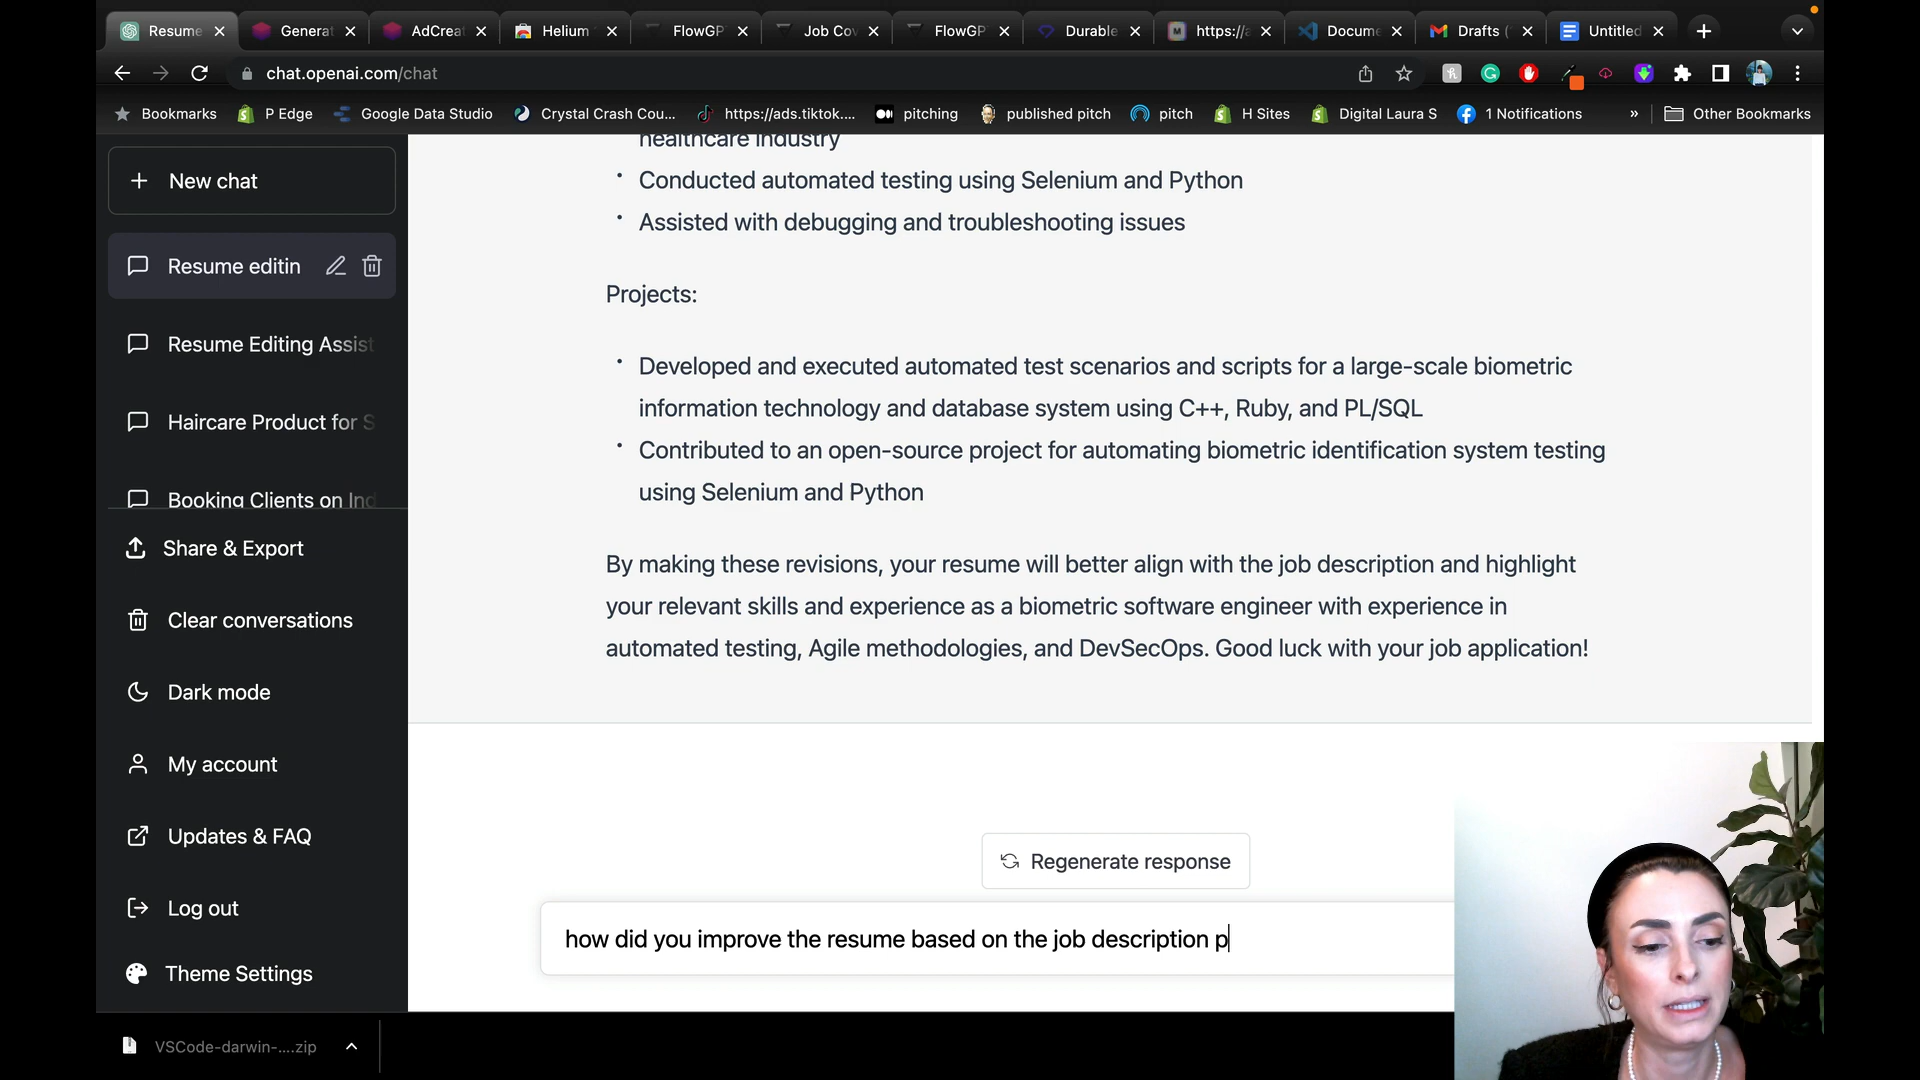 Resume
Generat
AdCreat
Helium
FlowGP
Job Cov
FlowGP
Durable
https://a
Docume
Drafts (
Untitled
chat.openai.com/chat
Bookmarks
P Edge
Google Data Studio
Crystal Crash Cou...
https://ads.tiktok....
pitching
published pitch
pitch
H Sites
Digital Laura S
1 Notifications
»
Other Bookmarks
New chat
Resume editin
Resume Editing Assist
Haircare Product for S
Booking Clients on Ind
Share & Export
Clear conversations
Dark mode
My account
Updates & FAQ
Log out
Theme Settings
healthcare industry
• Conducted automated testing using Selenium and Python
• Assisted with debugging and troubleshooting issues
Projects:
• Developed and executed automated test scenarios and scripts for a large-scale biometric
information technology and database system using C++, Ruby, and PL/SQL
• Contributed to an open-source project for automating biometric identification system testing
using Selenium and Python
By making these revisions, your resume will better align with the job description and highlight
your relevant skills and experience as a biometric software engineer with experience in
automated testing, Agile methodologies, and DevSecOps. Good luck with your job application!
Regenerate response
how did you improve the resume based on the job description p
VSCode-darwin-....zip